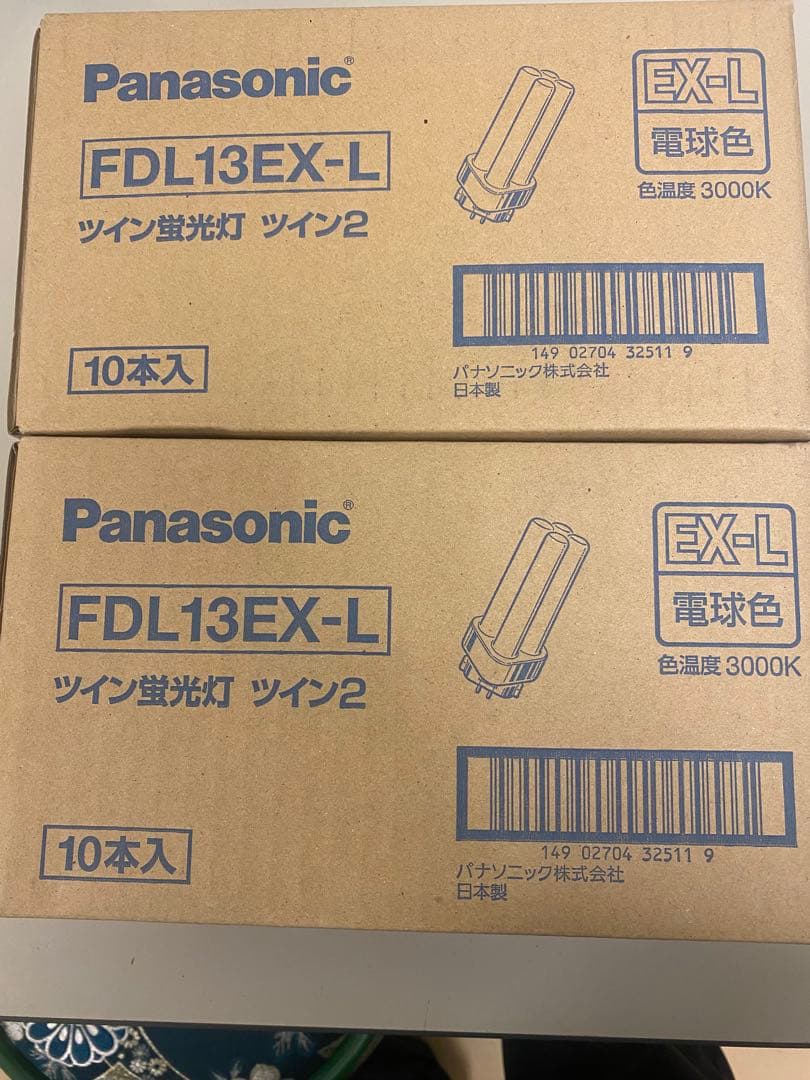 Panasonic®
FDL13EX-L
ツイン蛍光灯 ツイン2
10本入
EX-L
電球色
色温度 3000K
149 02704 32511 9
パナソニック株式会社
日本製
Panasonic®
FDL13EX-L
ツイン蛍光灯 ツイン2
10本入
EX-L
電球色
色温度 3000K
149 02704 32511 9
パナソニック株式会社
日本製